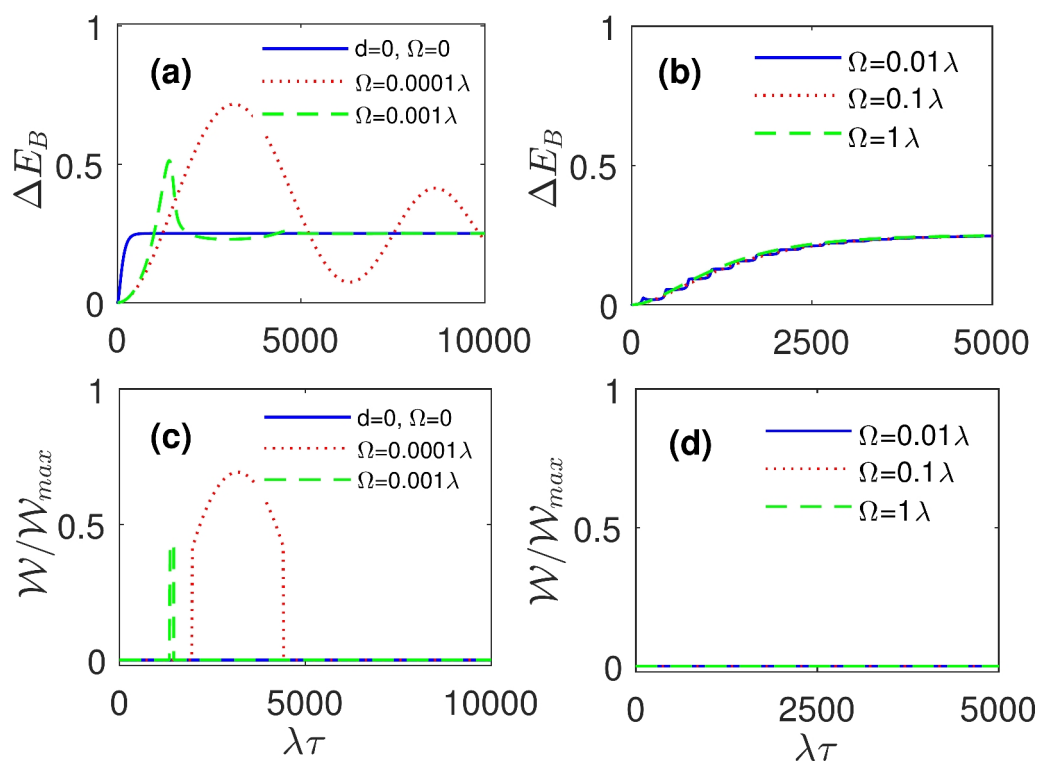 1
0.5
0
0 5000 10000
ΔE_B
(a)
d=0, Ω=0
Ω=0.0001λ
Ω=0.001λ
1
0.5
0
0 2500 5000
ΔE_B
(b)
Ω=0.01λ
Ω=0.1λ
Ω=1λ
1
0.5
0
0 5000 10000
𝒲/𝒲_max
λτ
(c)
d=0, Ω=0
Ω=0.0001λ
Ω=0.001λ
1
0.5
0
0 2500 5000
𝒲/𝒲_max
λτ
(d)
Ω=0.01λ
Ω=0.1λ
Ω=1λ